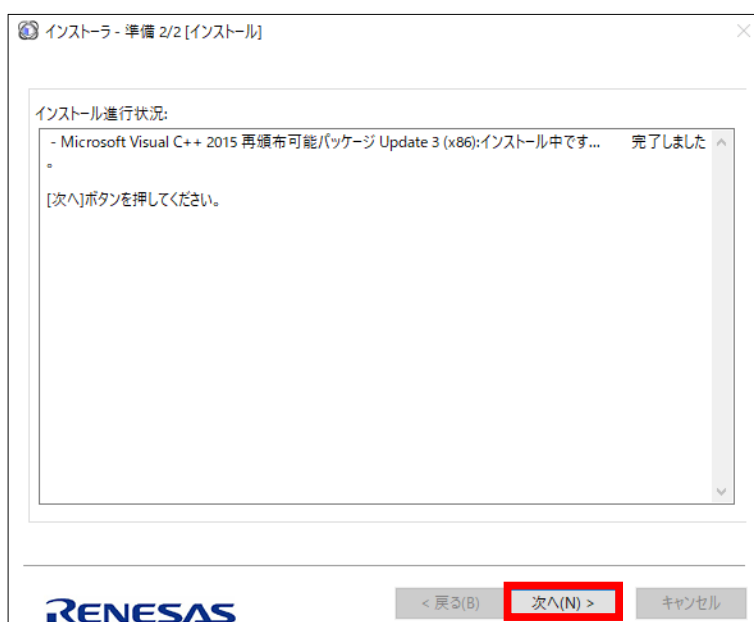 インストーラ - 準備 2/2 [インストール]
インストール進行状況:
- Microsoft Visual C++ 2015 再頒布可能パッケージ Update 3 (x86):インストール中です... 完了しました
。
[次へ]ボタンを押してください。
RENESAS
< 戻る(B) 次へ(N) > キャンセル